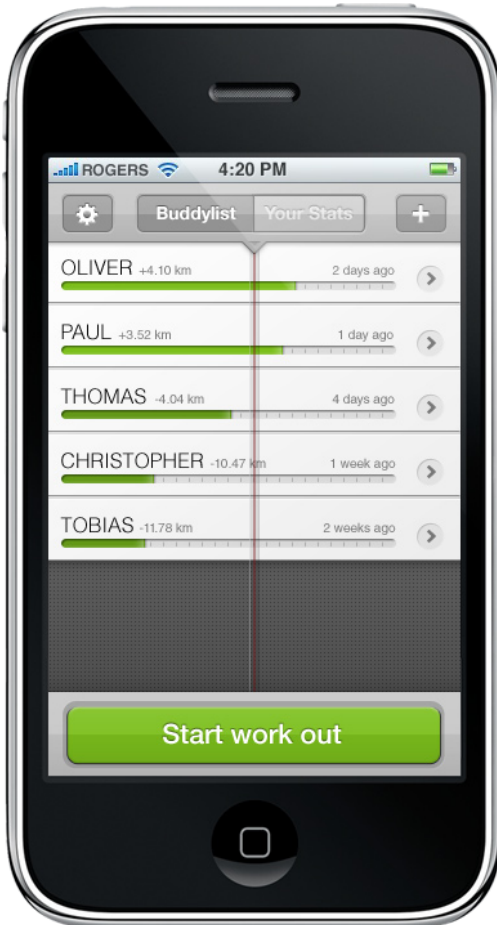 ROGERS 4:20 PM
Buddylist Your Stats +
OLIVER +4.10 km 2 days ago
PAUL +3.52 km 1 day ago
THOMAS -4.04 km 4 days ago
CHRISTOPHER -10.47 km 1 week ago
TOBIAS -11.78 km 2 weeks ago
Start work out